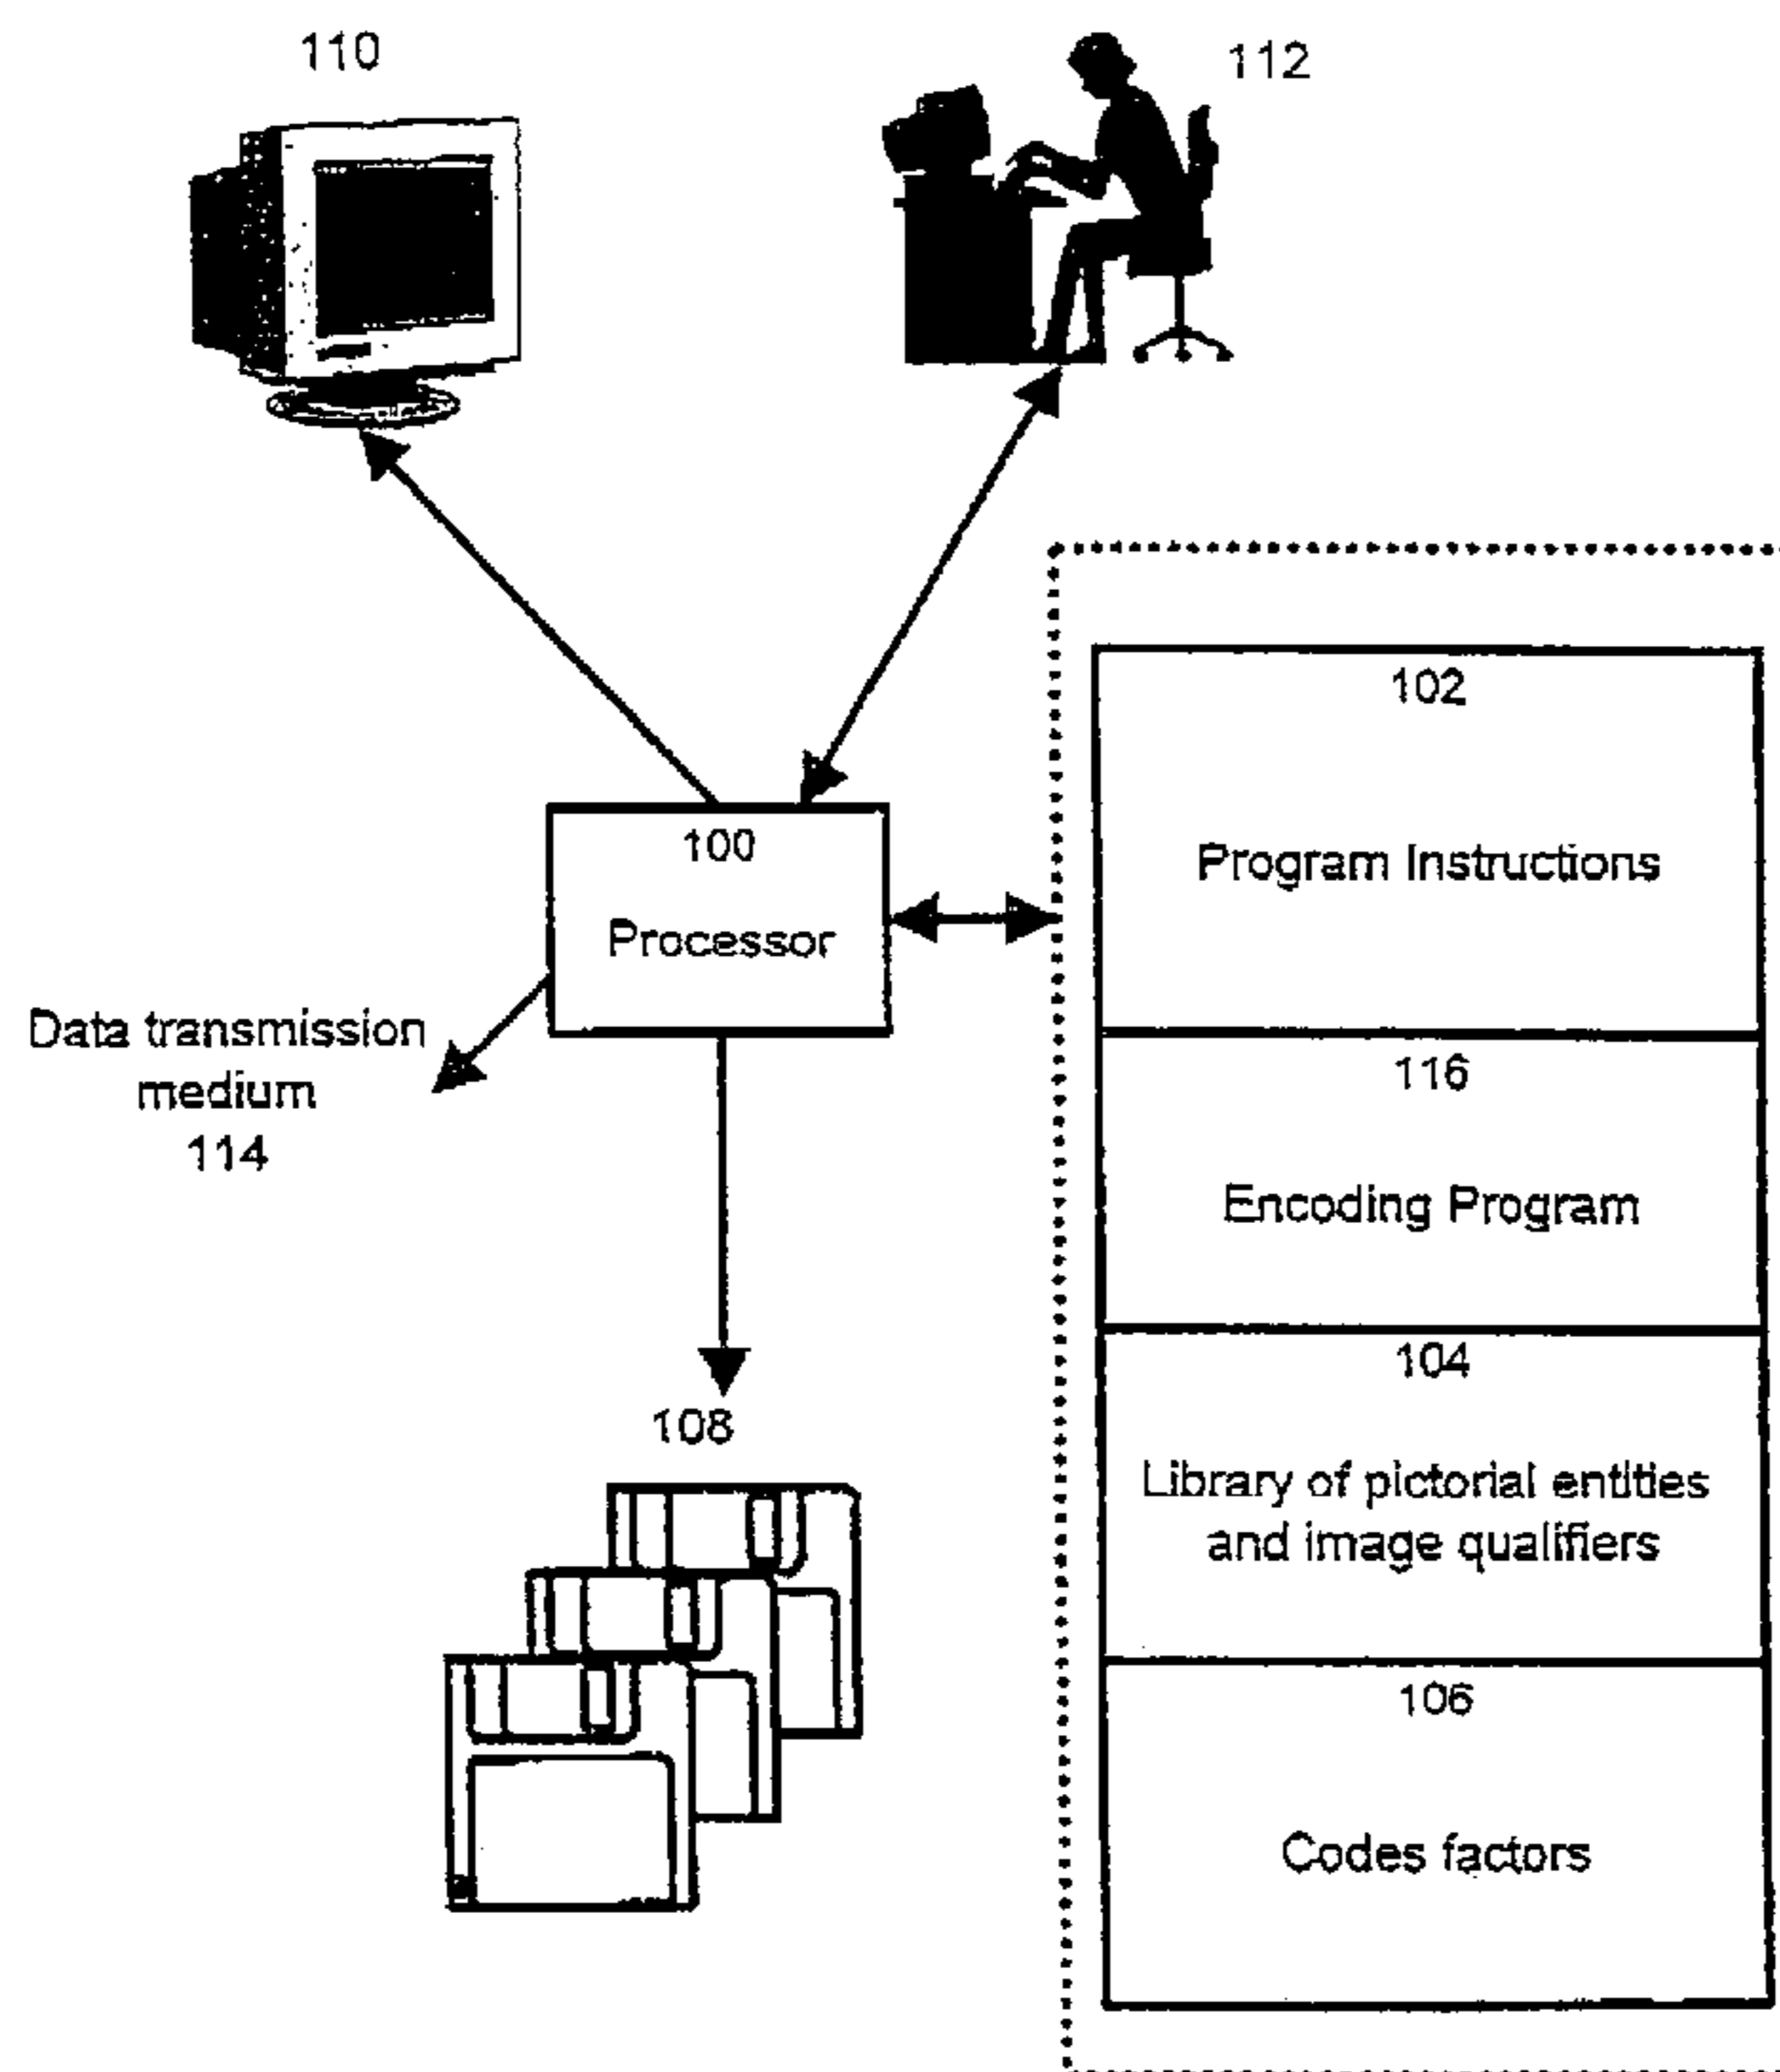 110
112
102
Program Instructions
100
Processor
Data transmission
medium
114
116
Encoding Program
104
Library of pictorial entities
and image qualifiers
108
106
Codes factors